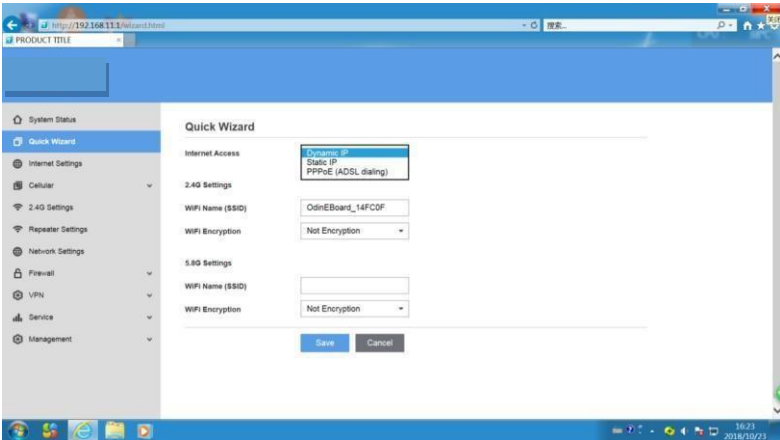 http://192.168.11.1/wizard.html
搜索...
PRODUCT TITLE
System Status
Quick Wizard
Internet Settings
Cellular
2.4G Settings
Repeater Settings
Network Settings
Firewall
VPN
Service
Management
Quick Wizard
Internet Access
Dynamic IP
Static IP
PPPoE (ADSL dialing)
2.4G Settings
WiFi Name (SSID)
OdinEBoard_14FC0F
WiFi Encryption
Not Encryption
5.8G Settings
WiFi Name (SSID)
WiFi Encryption
Not Encryption
Save
Cancel
16:23
2018/10/23